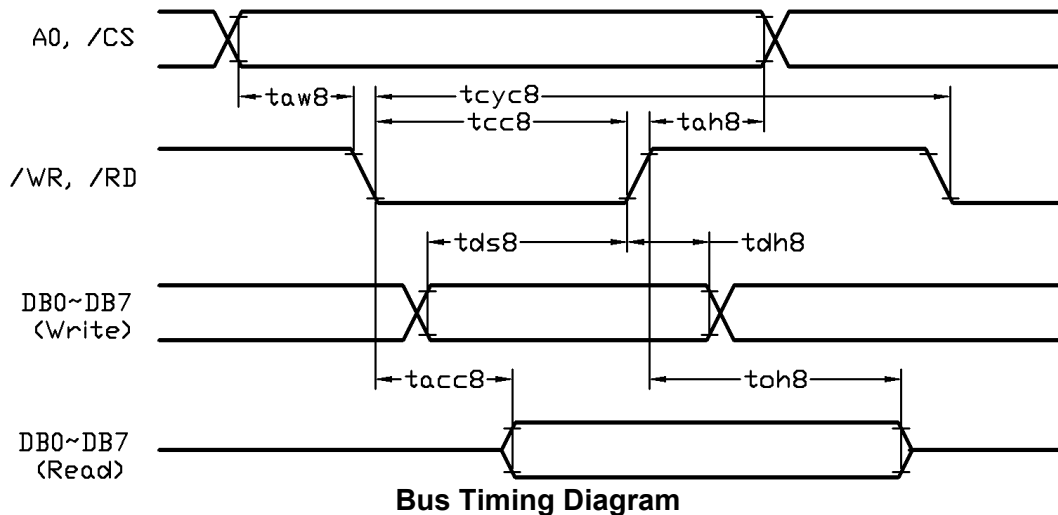 A0, /CS
taw8
tcyc8
tcc8
tah8
/WR, /RD
tds8
tdh8
DB0~DB7
(Write)
tacc8
toh8
DB0~DB7
(Read)
Bus Timing Diagram